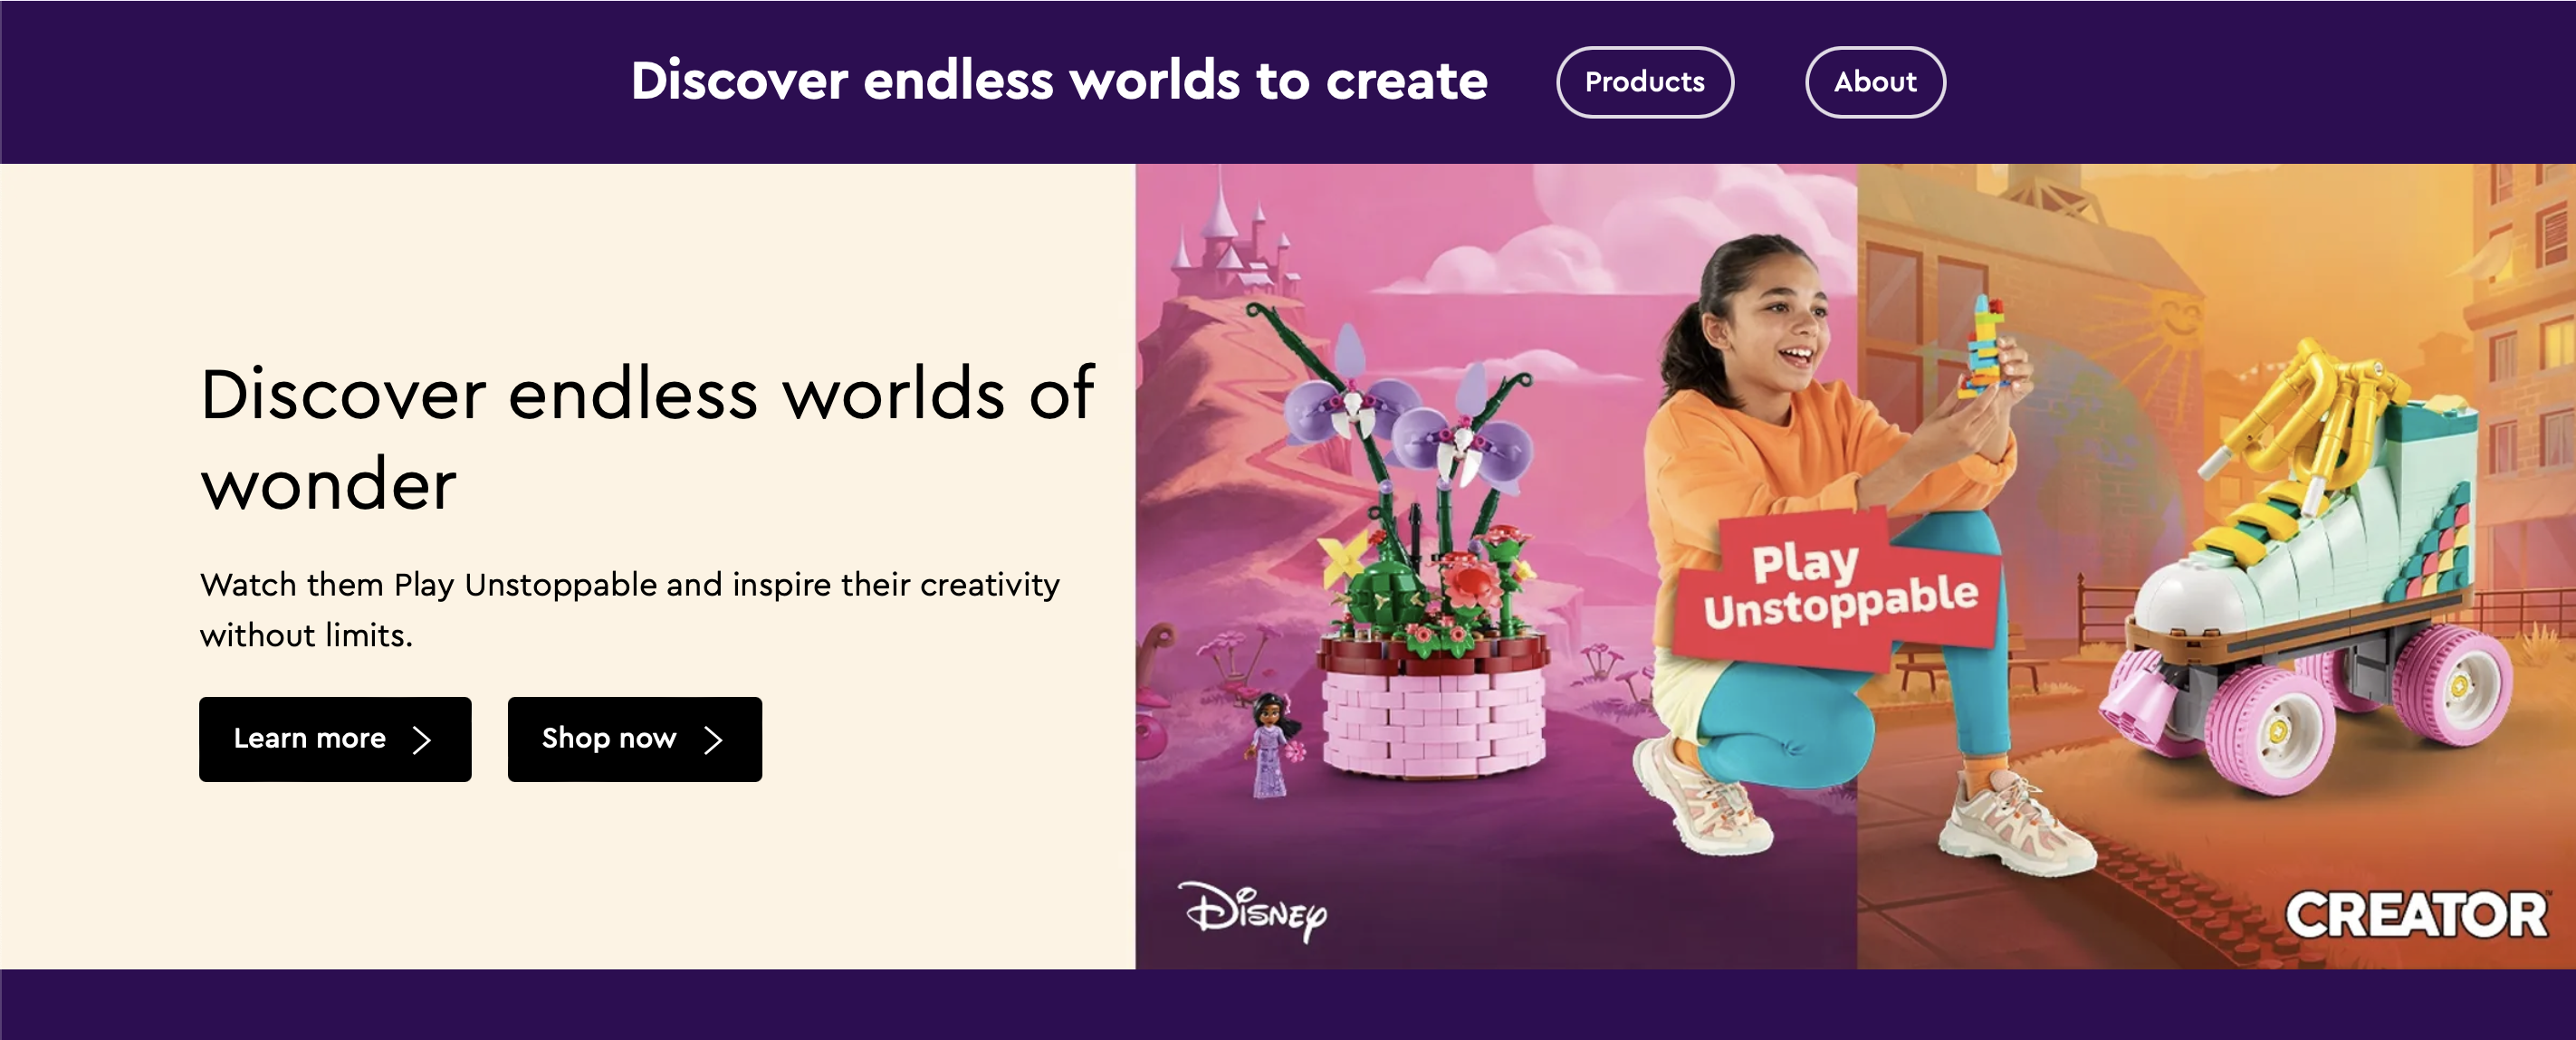 Discover endless worlds to create
Products
About
Discover endless worlds of
wonder
Watch them Play Unstoppable and inspire their creativity
without limits.
Learn more
Shop now
Play
Unstoppable
Disney
CREATOR™